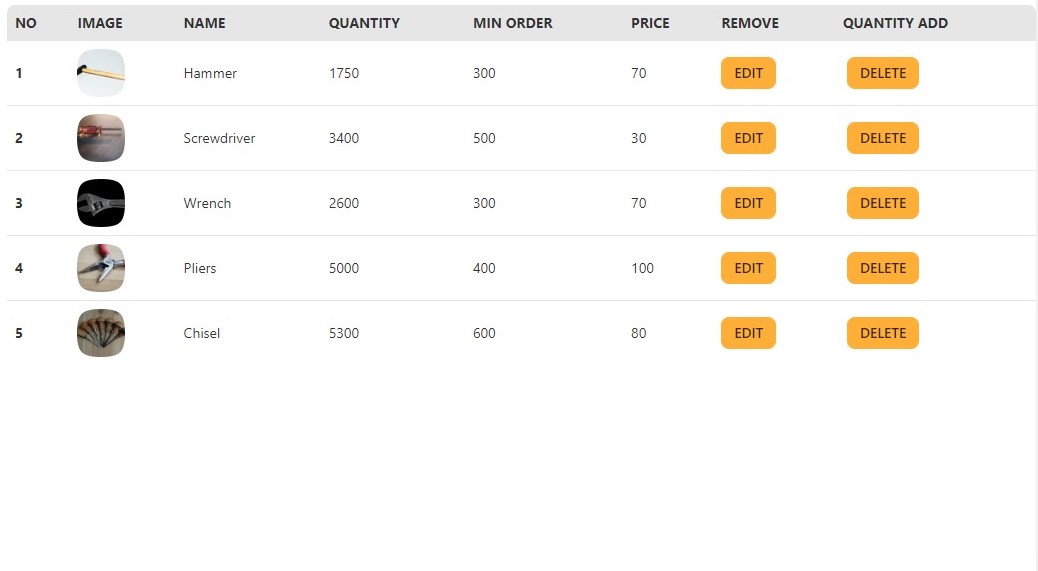 NO IMAGE NAME QUANTITY MIN ORDER PRICE REMOVE QUANTITY ADD
1 Hammer 1750 300 70 EDIT DELETE
2 Screwdriver 3400 500 30 EDIT DELETE
3 Wrench 2600 300 70 EDIT DELETE
4 Pliers 5000 400 100 EDIT DELETE
5 Chisel 5300 600 80 EDIT DELETE